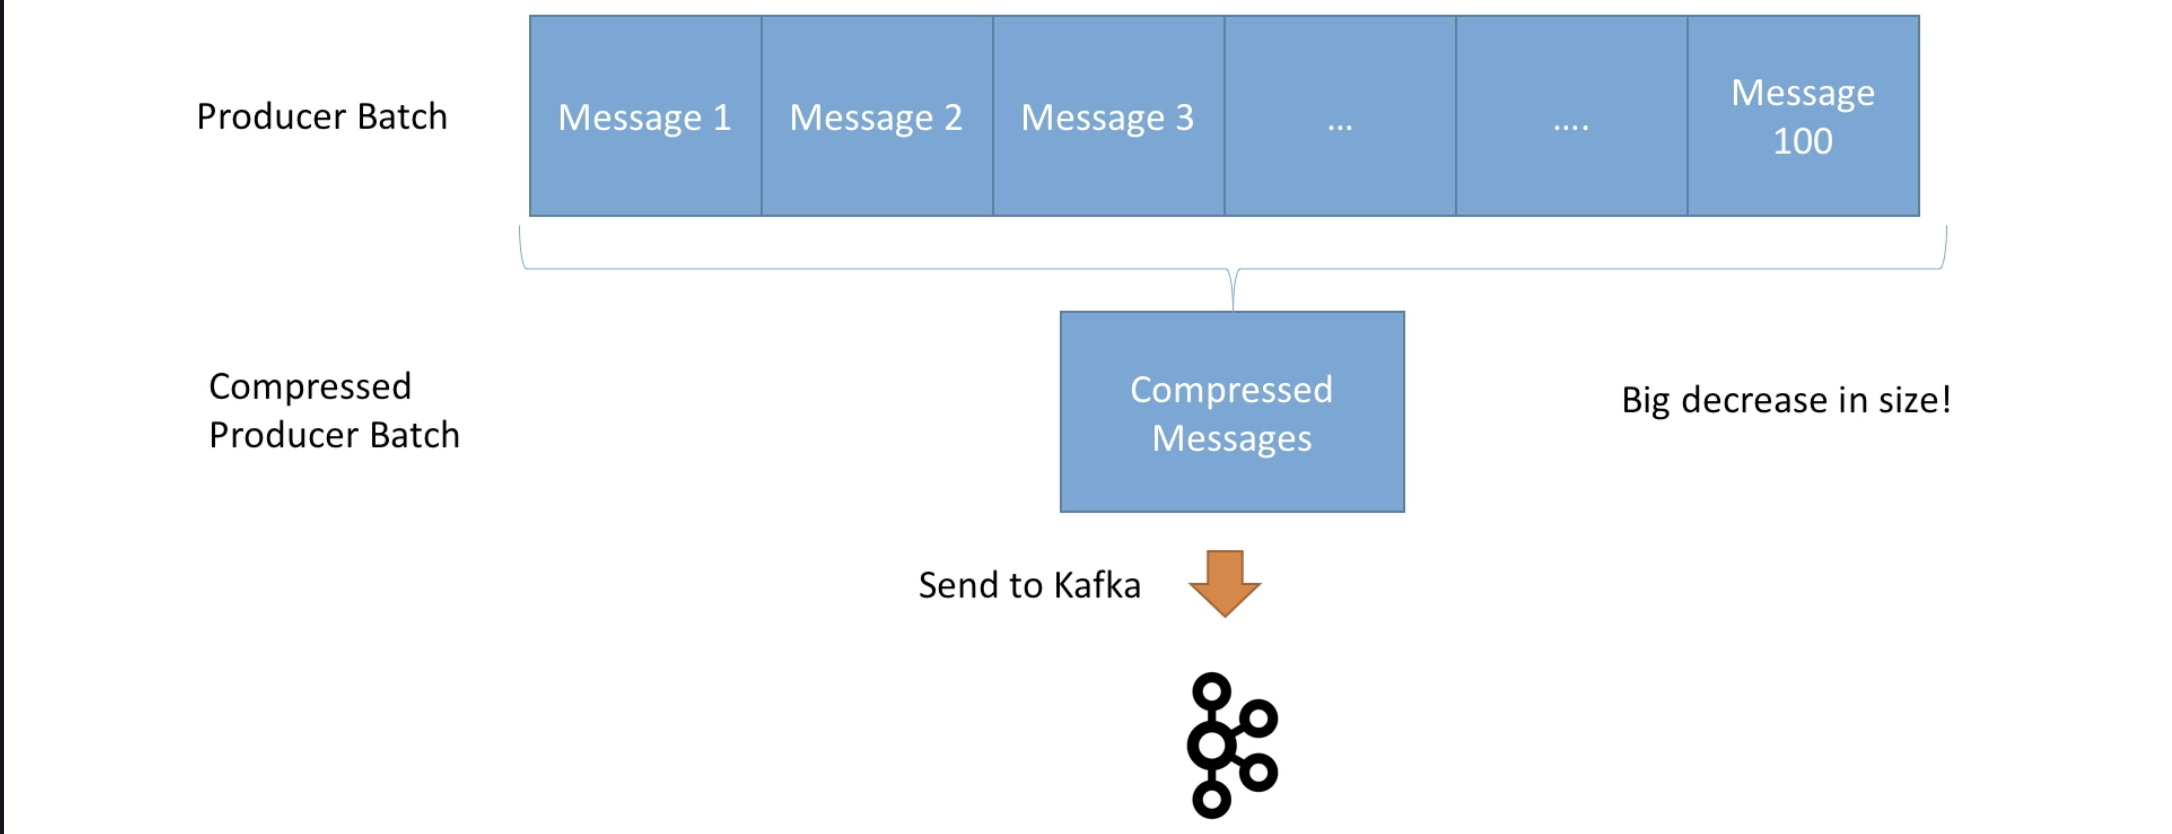 Producer Batch
Message 1
Message 2
Message 3
...
....
Message
100
Compressed
Producer Batch
Compressed
Messages
Big decrease in size!
Send to Kafka